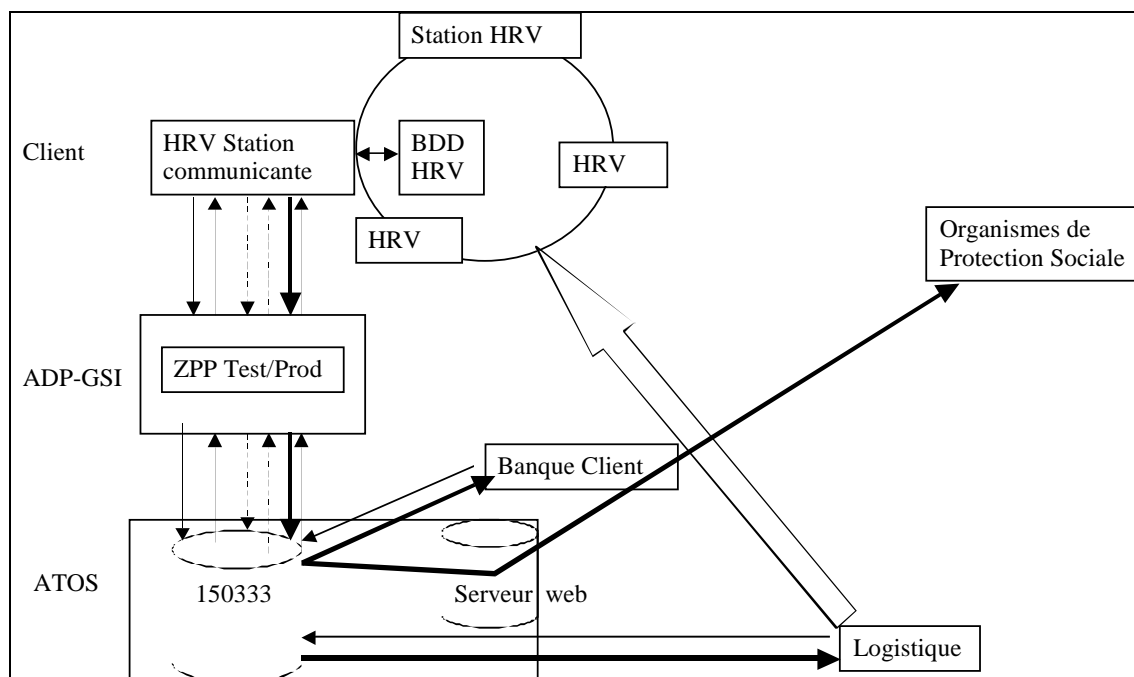 Station HRV
Client
HRV Station
communicante
BDD
HRV
HRV
HRV
Organismes de
Protection Sociale
ADP-GSI
ZPP Test/Prod
Banque Client
ATOS
150333
Serveur web
Logistique